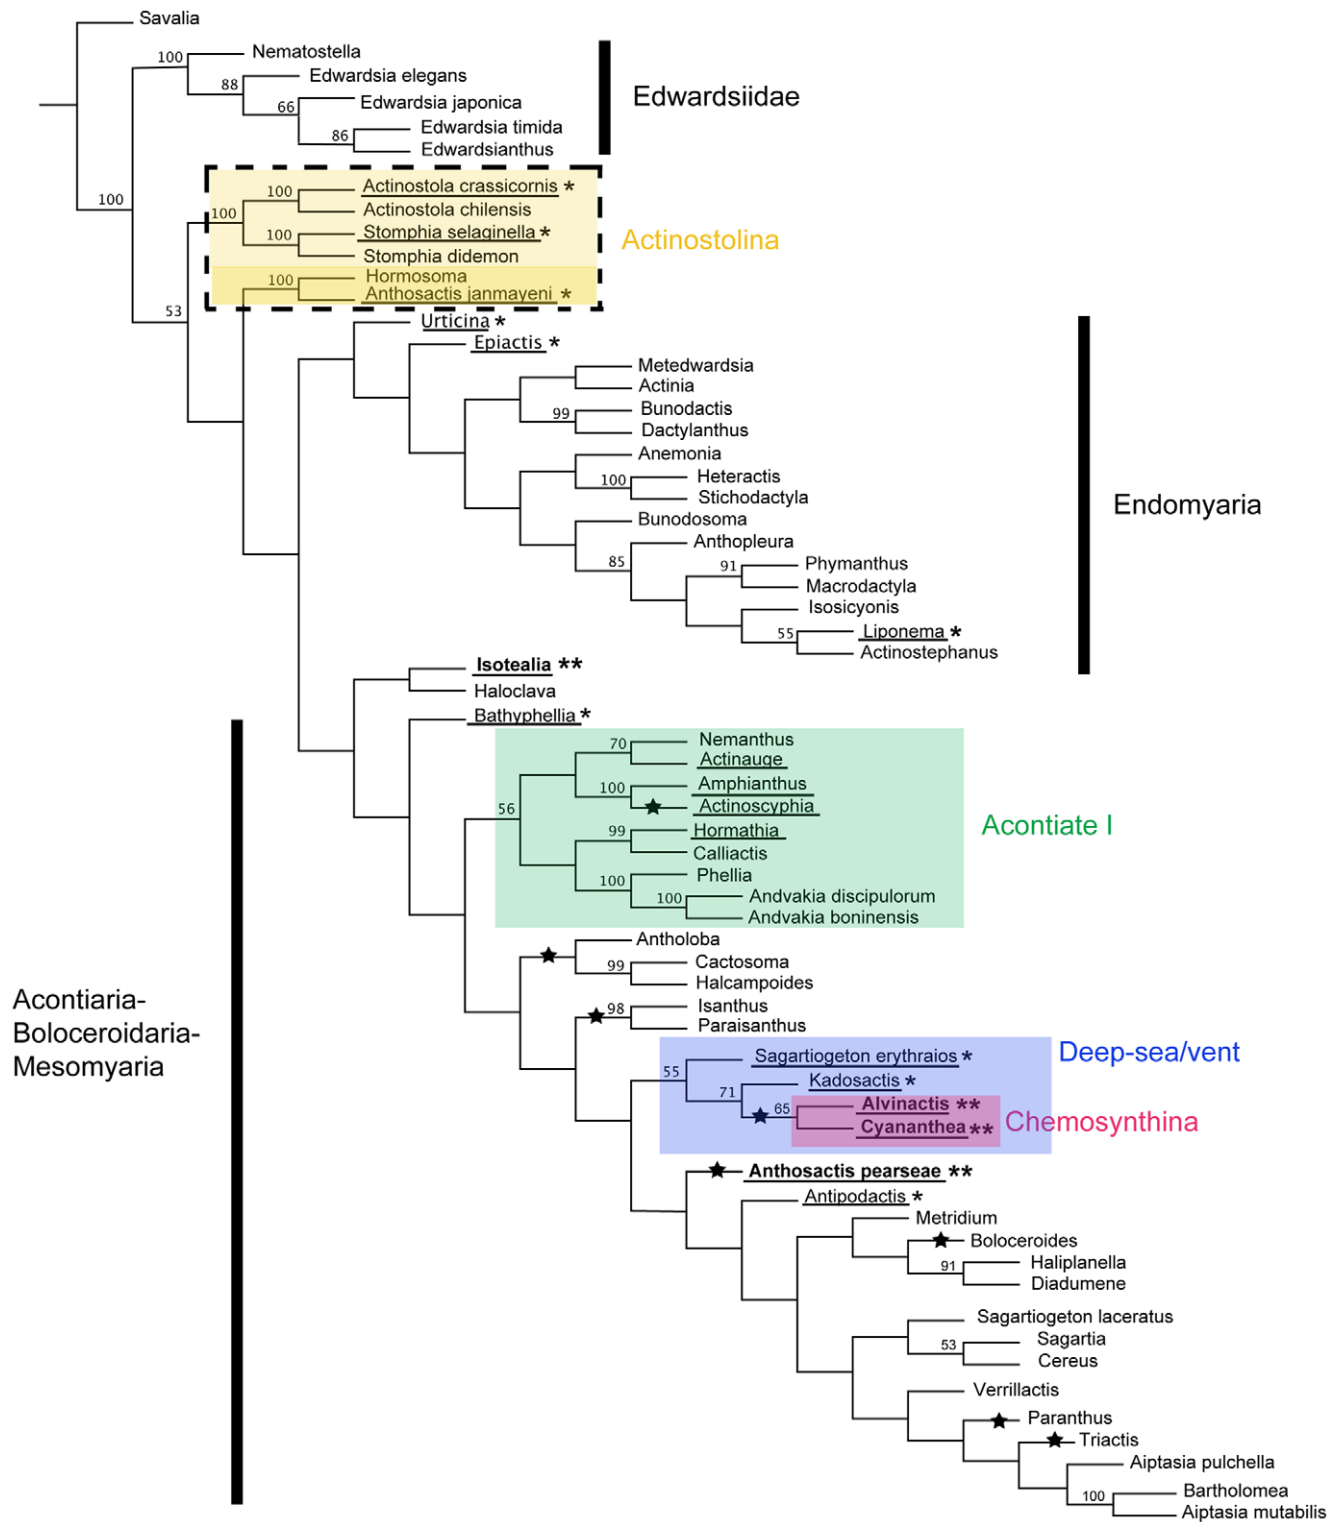 Savalia
100
Nematostella
88
Edwardsia elegans
66
Edwardsia japonica
86
Edwardsia timida
Edwardsianthus
Edwardsiidae
100
100
Actinostola crassicornis *
100
Actinostola chilensis
100
Stomphia selaginella *
Stomphia didemon
Actinostolina
100
Hormosoma
Anthosactis janmayeni *
53
Urticina *
Epiactis *
Metedwardsia
Actinia
99
Bunodactis
Dactylanthus
Anemonia
100
Heteractis
Stichodactyla
Endomyaria
Bunodosoma
Anthopleura
85
91
Phymanthus
Macrodactyla
Isosicyonis
55
Liponema *
Actinostephanus
Isotealia **
Haloclava
Bathyphellia *
70
Nemanthus
Actinauge
100
Amphianthus
Actinoscyphia
56
99
Hormathia
Calliactis
Acontiate I
100
Phellia
100
Andvakia discipulorum
Andvakia boninensis
Antholoba
99
Cactosoma
Halcampoides
98
Isanthus
Paraisanthus
Acontiaria-
Boloceroidaria-
Mesomyaria
Deep-sea/vent
55
Sagartiogeton erythraios *
71
Kadosactis *
65
Alvinactis **
Cyananthea **
Chemosynthina
Anthosactis pearseae **
Antipodactis *
Metridium
Boloceroides
91
Haliplanella
Diadumene
Sagartiogeton laceratus
53
Sagartia
Cereus
Verrillactis
Paranthus
Triactis
Aiptasia pulchella
100
Bartholomea
Aiptasia mutabilis